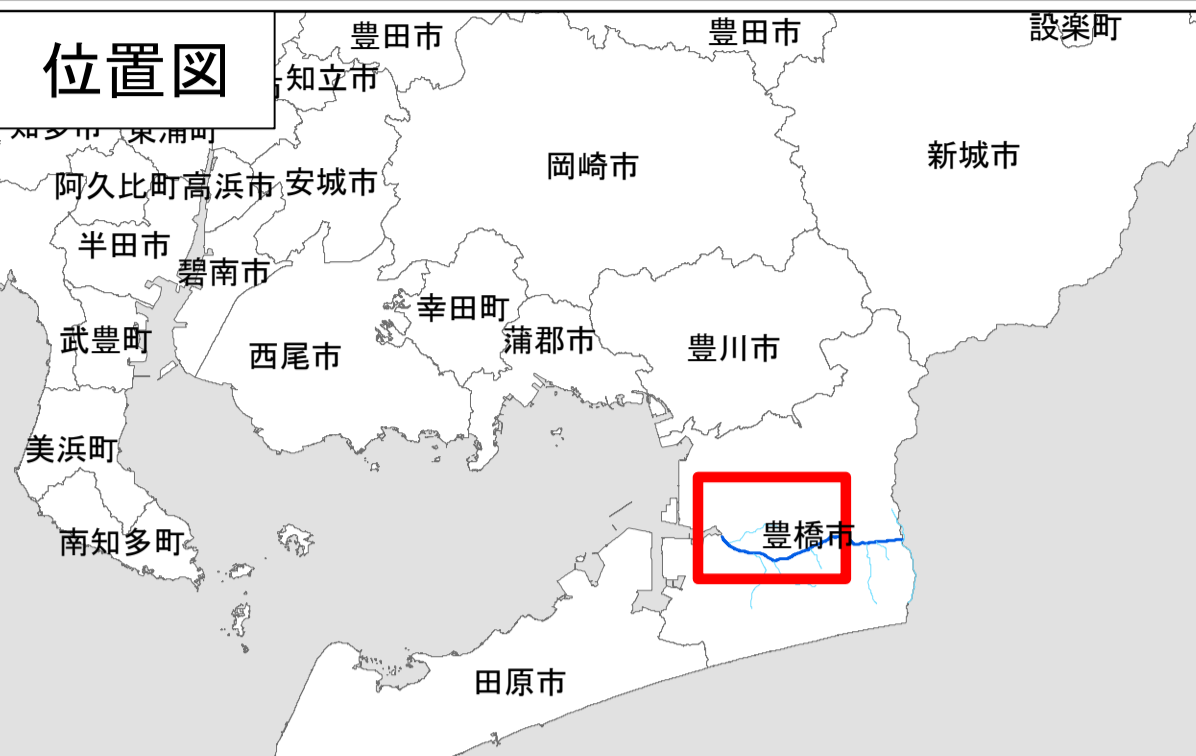 位置図
豊田市
豊田市
設楽町
知立市
知多市
東浦町
岡崎市
新城市
阿久比町
高浜市
安城市
半田市
碧南市
幸田町
武豊町
蒲郡市
豊川市
西尾市
美浜町
南知多町
豊橋市
田原市